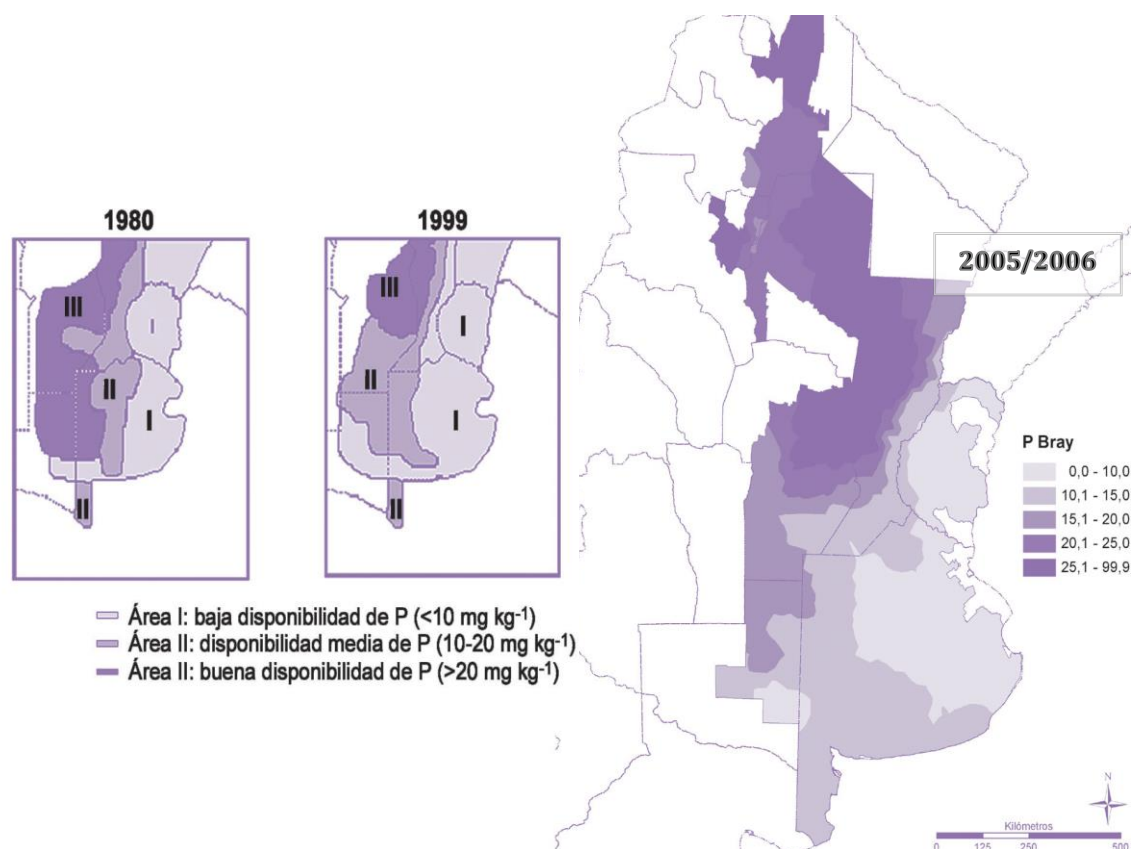 1980
III
I
II
I
II
1999
III
I
II
I
II
Área I: baja disponibilidad de P (<10 mg kg⁻¹)
Área II: disponibilidad media de P (10-20 mg kg⁻¹)
Área II: buena disponibilidad de P (>20 mg kg⁻¹)
2005/2006
P Bray
0,0 - 10,0
10,1 - 15,0
15,1 - 20,0
20,1 - 25,0
25,1 - 99,9
N
Kilómetros
0 125 250 500